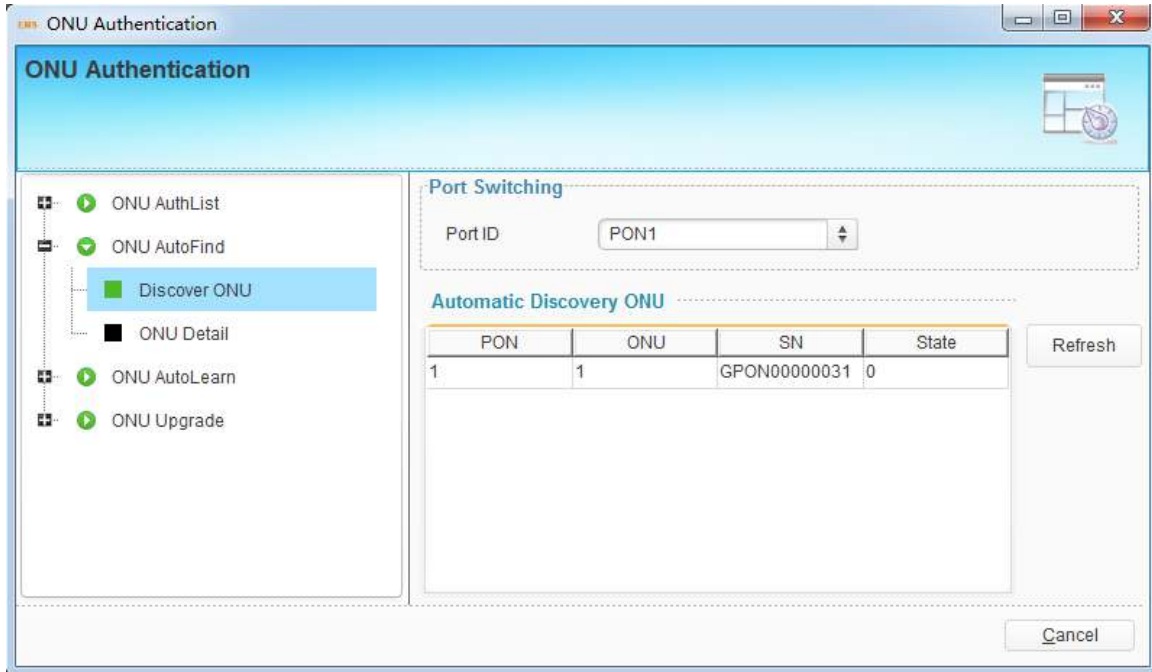 EMS ONU Authentication
ONU Authentication
ONU AuthList
ONU AutoFind
Discover ONU
ONU Detail
ONU AutoLearn
ONU Upgrade
Port Switching
Port ID PON1
Automatic Discovery ONU
PON ONU SN State
1 1 GPON00000031 0
Refresh
Cancel